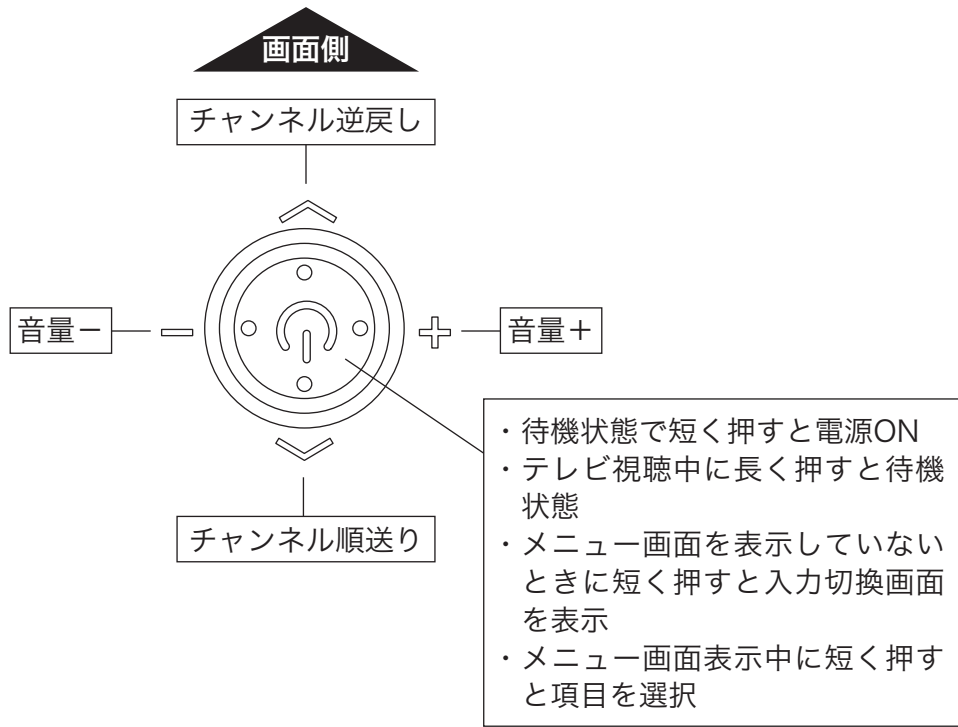 画面側
チャンネル逆戻し
音量－
音量＋
チャンネル順送り
・待機状態で短く押すと電源ON
・テレビ視聴中に長く押すと待機
状態
・メニュー画面を表示していない
ときに短く押すと入力切換画面
を表示
・メニュー画面表示中に短く押す
と項目を選択